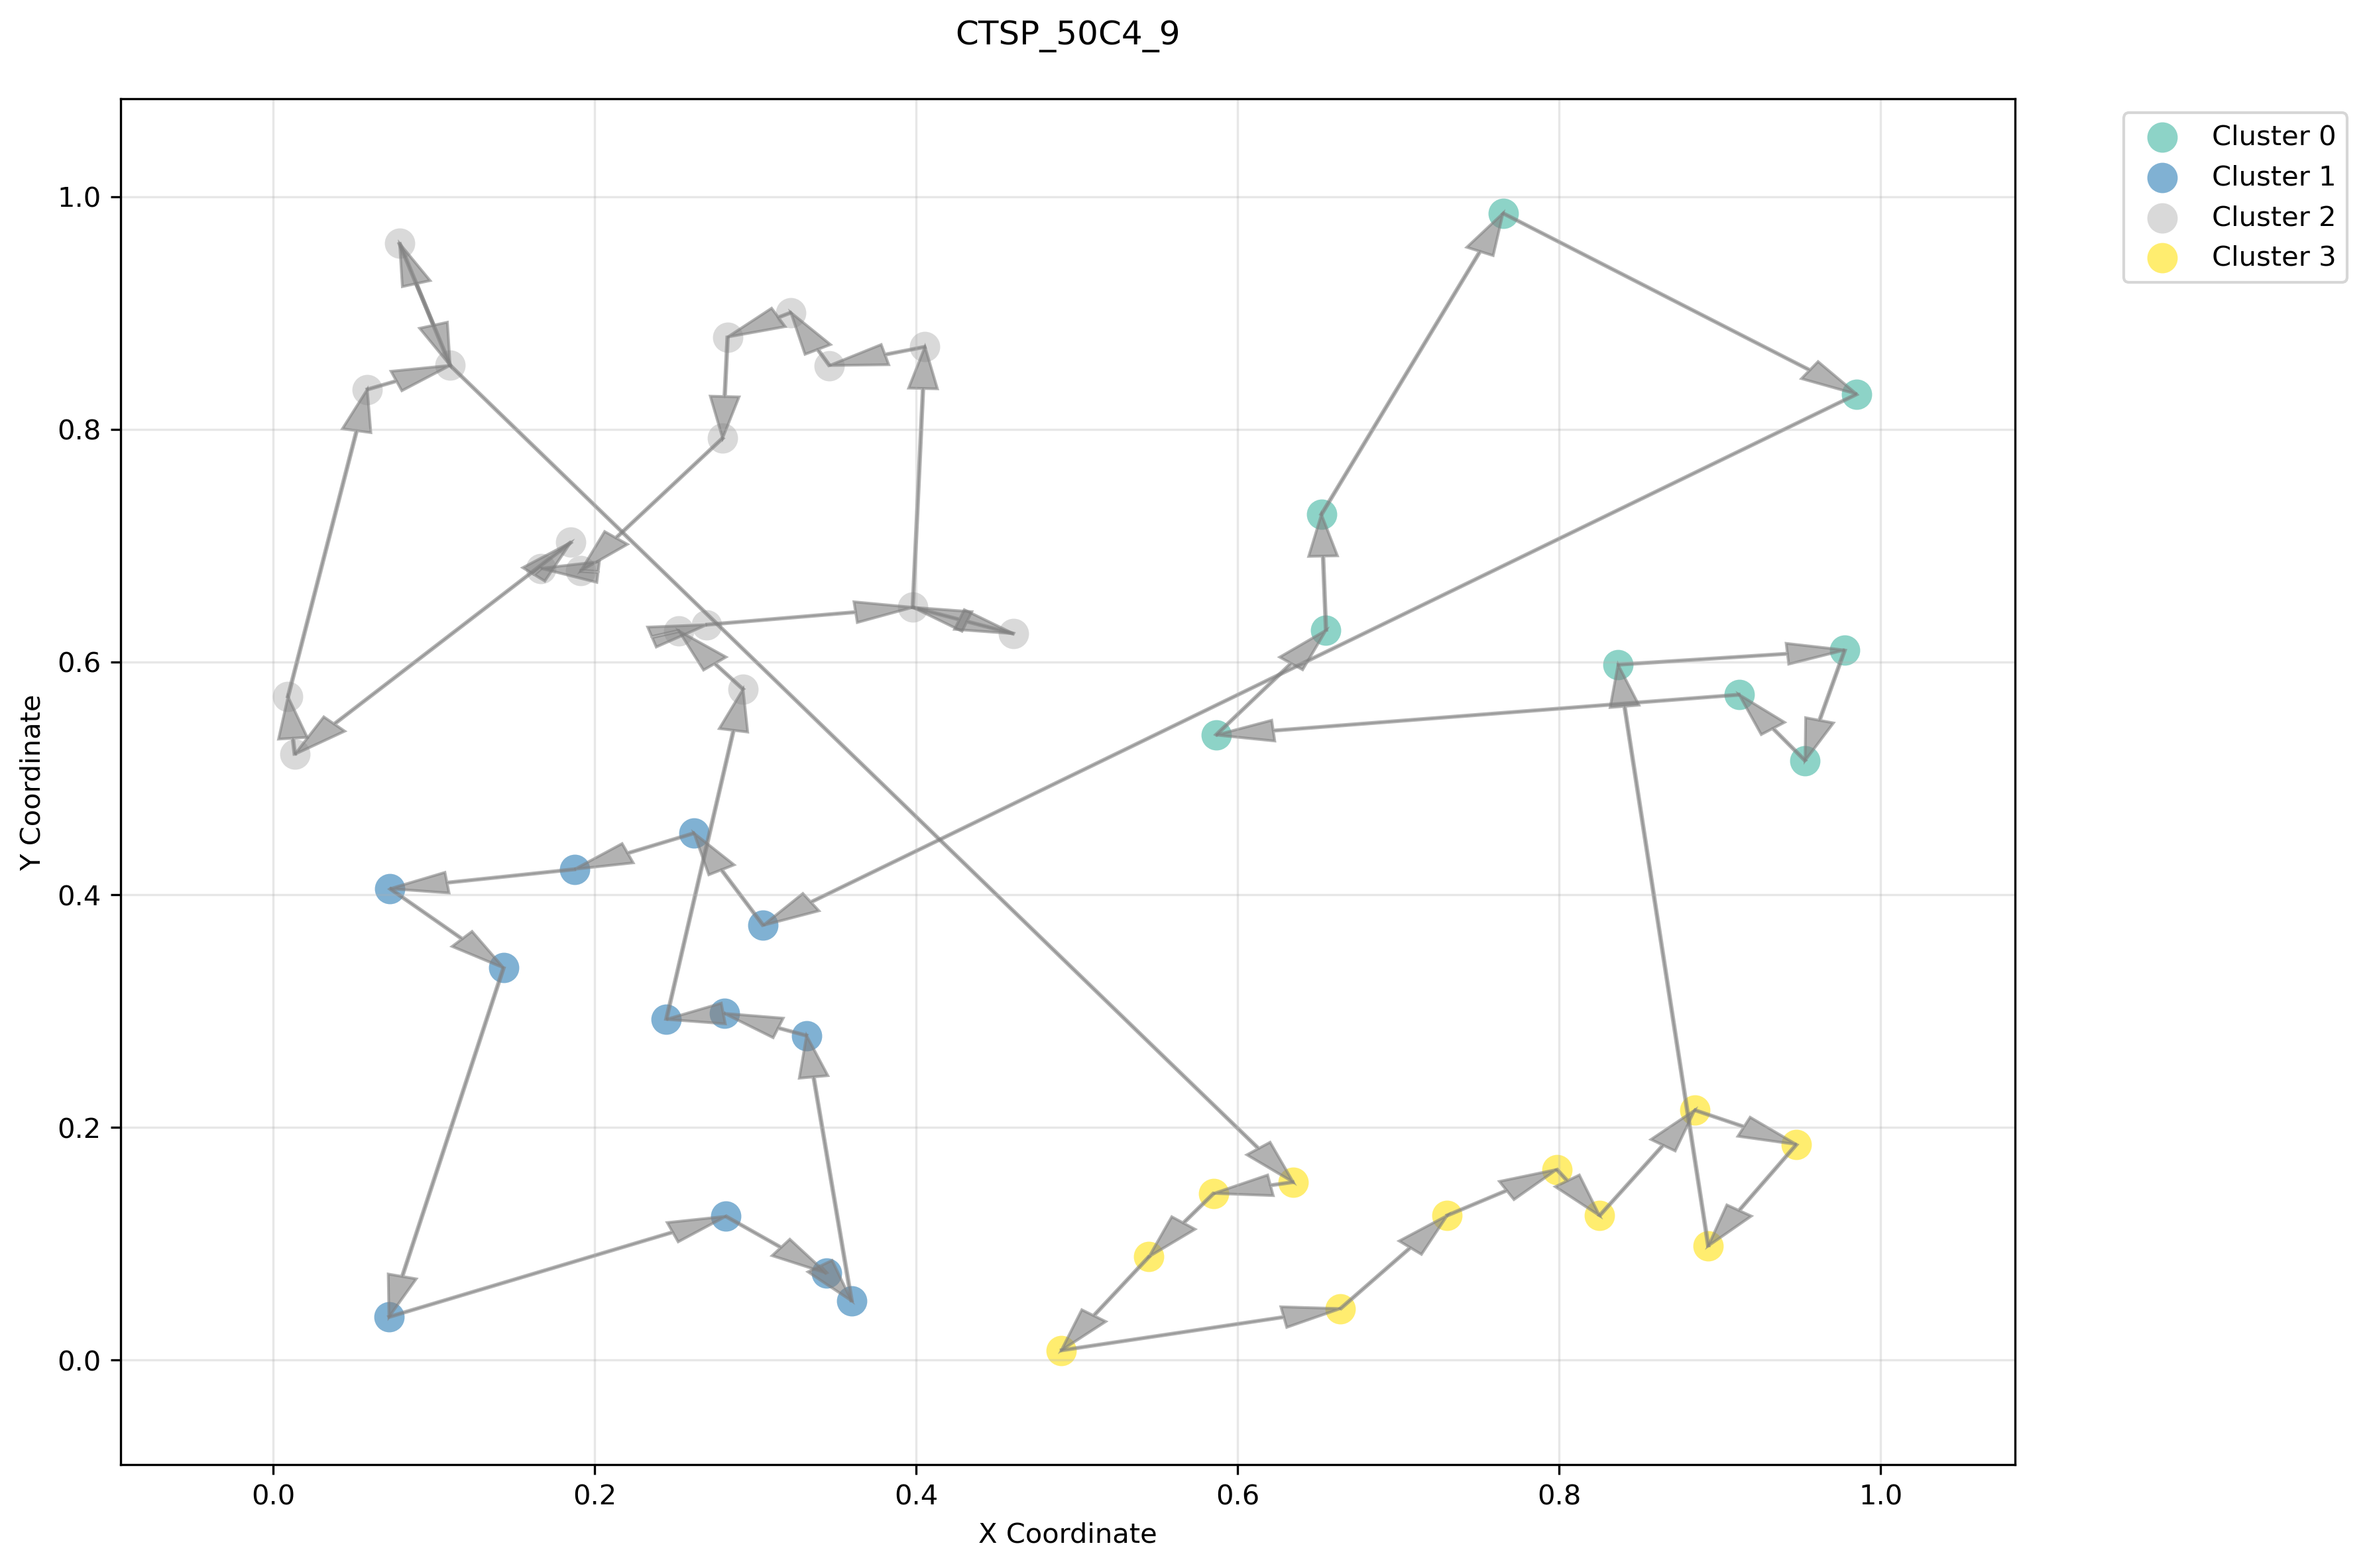 CTSP_50C4_9
Cluster 0
Cluster 1
Cluster 2
Cluster 3
1.0
0.8
0.6
0.4
0.2
0.0
Y Coordinate
0.0 0.2 0.4 0.6 0.8 1.0
X Coordinate